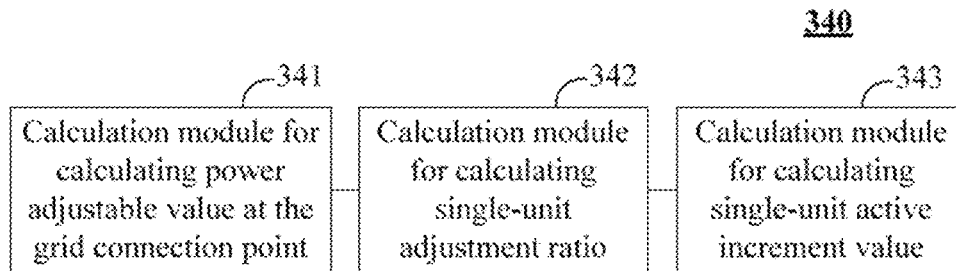 340
341
342
343
Calculation module for
calculating power
adjustable value at the
grid connection point
Calculation module
for calculating
single-unit
adjustment ratio
Calculation module
for calculating
single-unit active
increment value